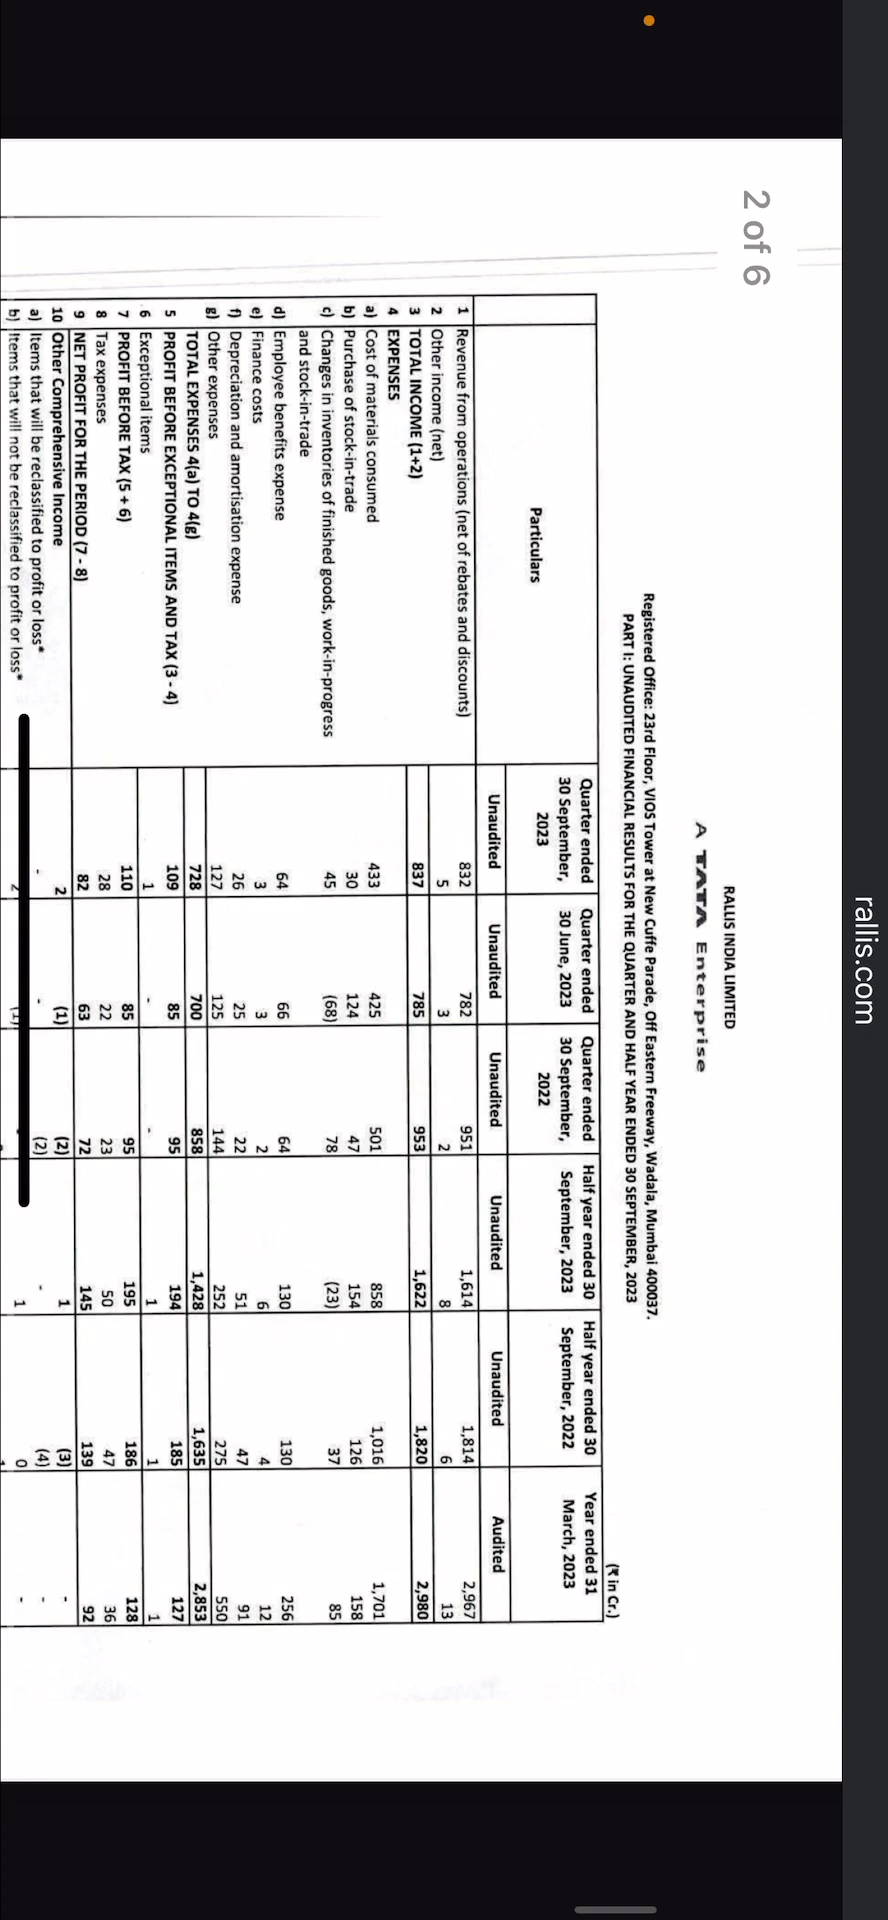 rallis.com
2 of 6
RALLIS INDIA LIMITED
A TATA Enterprise
Registered Office: 23rd Floor, VIOS Tower at New Cuffe Parade, Off Eastern Freeway, Wadala, Mumbai 400037.
PART I: UNAUDITED FINANCIAL RESULTS FOR THE QUARTER AND HALF YEAR ENDED 30 SEPTEMBER, 2023
(₹ in Cr.)
Particulars Quarter ended 30 September, 2023 Quarter ended 30 June, 2023 Quarter ended 30 September, 2022 Half year ended 30 September, 2023 Half year ended 30 September, 2022 Year ended 31 March, 2023
Unaudited Unaudited Unaudited Unaudited Unaudited Audited
1 Revenue from operations (net of rebates and discounts) 832 782 951 1,614 1,814 2,967
2 Other income (net) 5 3 2 8 6 13
3 TOTAL INCOME (1+2) 837 785 953 1,622 1,820 2,980
4 EXPENSES
a) Cost of materials consumed 433 425 501 858 1,016 1,701
b) Purchase of stock-in-trade 30 124 47 154 126 158
c) Changes in inventories of finished goods, work-in-progress 45 (68) 78 (23) 37 85
and stock-in-trade
d) Employee benefits expense 64 66 64 130 130 256
e) Finance costs 3 3 2 6 4 12
f) Depreciation and amortisation expense 26 25 22 51 47 91
g) Other expenses 127 125 144 252 275 550
TOTAL EXPENSES 4(a) TO 4(g) 728 700 858 1,428 1,635 2,853
5 PROFIT BEFORE EXCEPTIONAL ITEMS AND TAX (3 - 4) 109 85 95 194 185 127
6 Exceptional items 1 - - 1 1 1
7 PROFIT BEFORE TAX (5 + 6) 110 85 95 195 186 128
8 Tax expenses 28 22 23 50 47 36
9 NET PROFIT FOR THE PERIOD (7 - 8) 82 63 72 145 139 92
10 Other Comprehensive Income 2 (1) (2) 1 (3) -
a) Items that will be reclassified to profit or loss* - - (2) - (4) -
b) Items that will not be reclassified to profit or loss* (1) 1 0 -